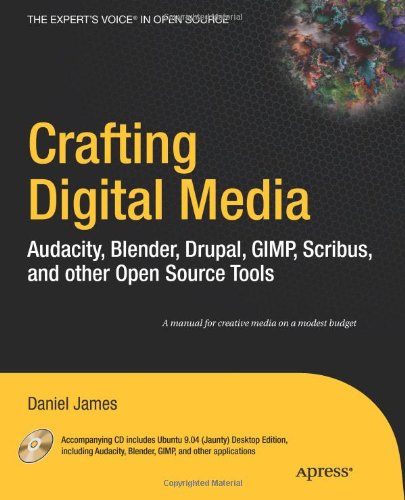 THE EXPERT'S VOICE® IN OPEN SOURCE
Crafting
Digital Media
Audacity, Blender, Drupal, GIMP, Scribus,
and other Open Source Tools
A manual for creative media on a modest budget
Daniel James
Accompanying CD includes Ubuntu 9.04 (Jaunty) Desktop Edition,
including Audacity, Blender, GIMP, and other applications
Apress®